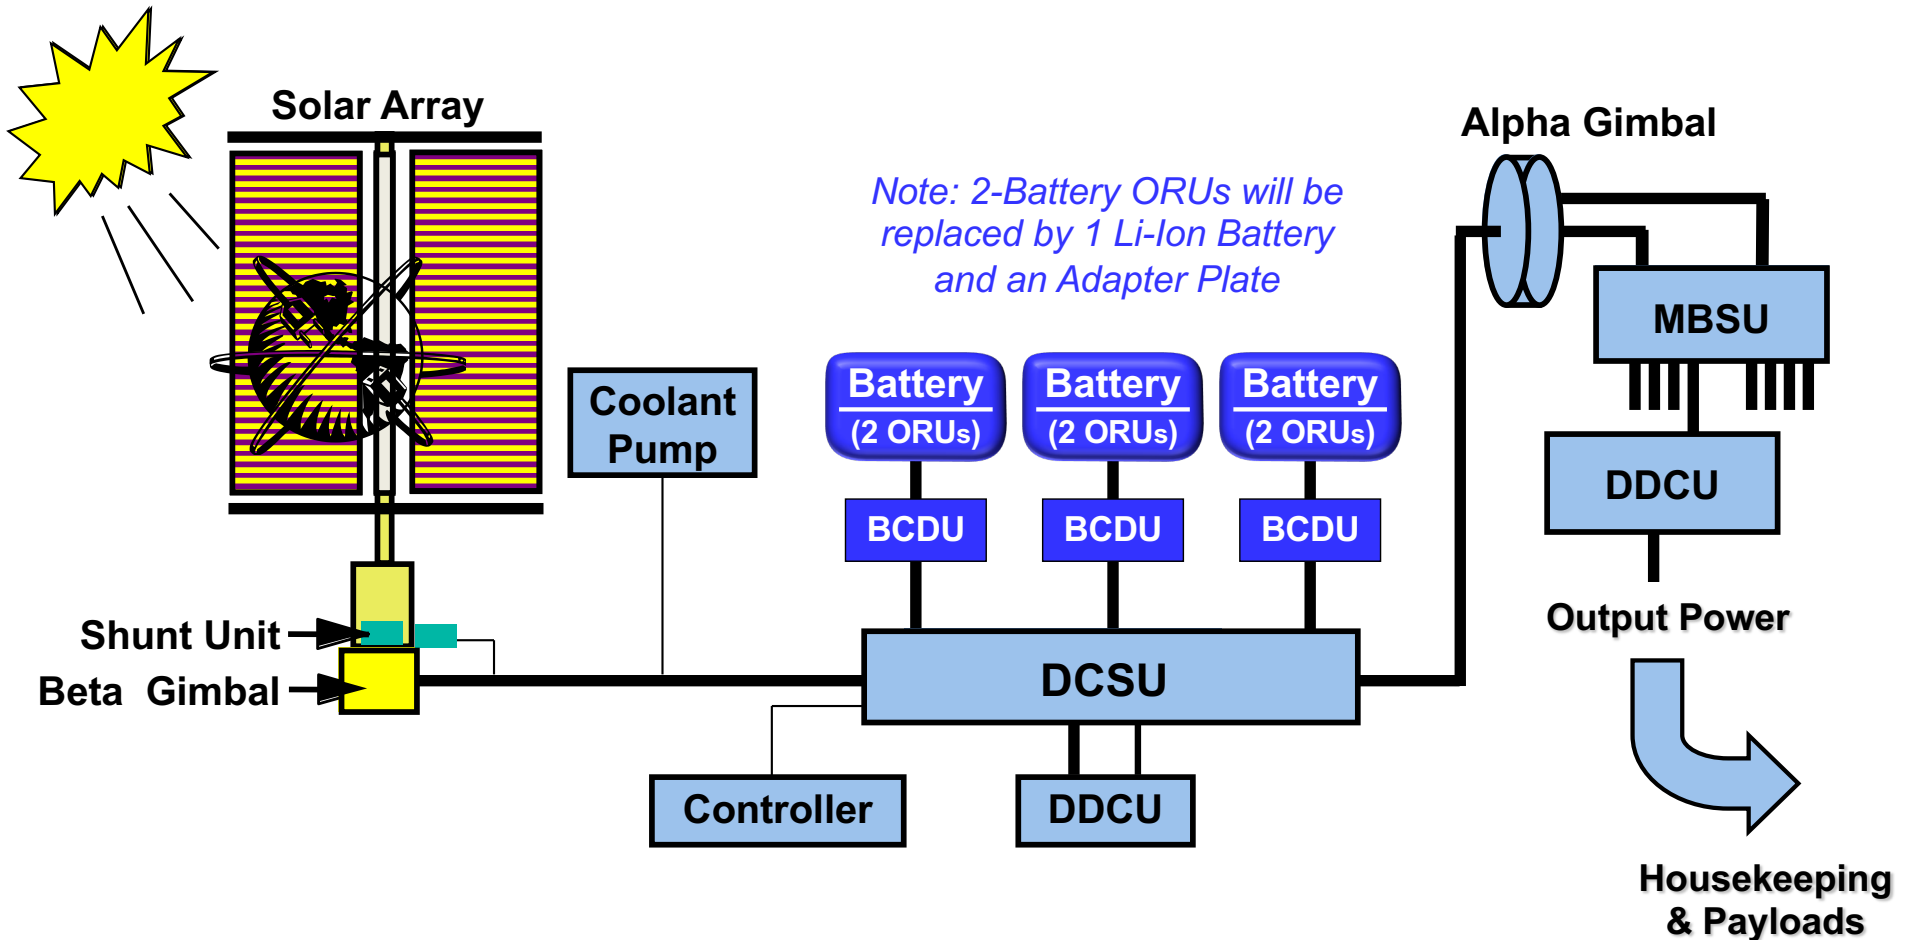 Solar Array
Alpha Gimbal
Note: 2-Battery ORUs will be
replaced by 1 Li-Ion Battery
and an Adapter Plate
MBSU
Battery
(2 ORUs)
Battery
(2 ORUs)
Battery
(2 ORUs)
Coolant
Pump
DDCU
BCDU
BCDU
BCDU
Output Power
Shunt Unit
Beta Gimbal
DCSU
Controller
DDCU
Housekeeping
& Payloads